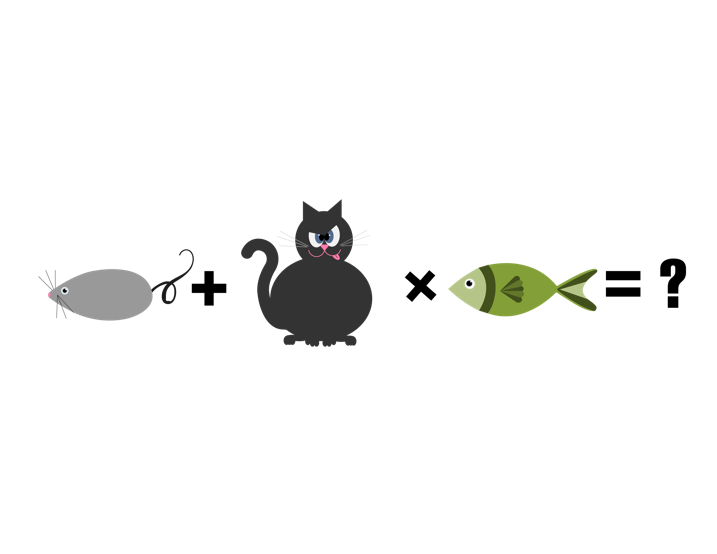 + × = ?